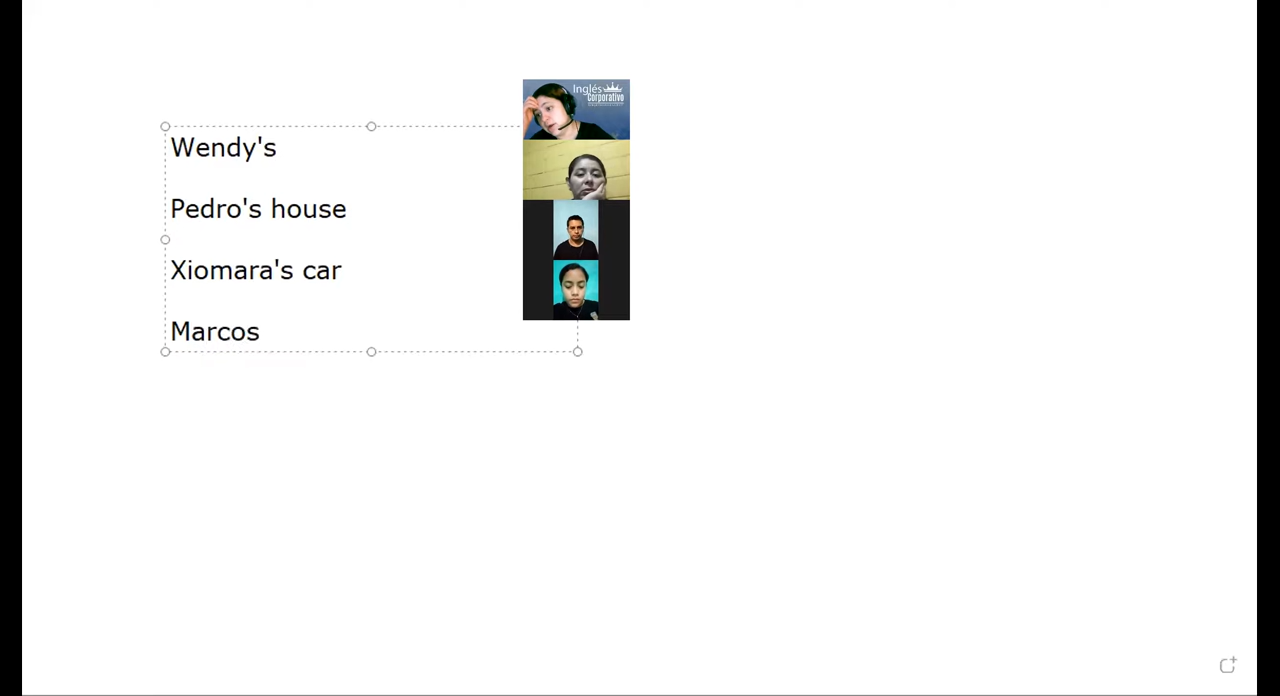 Inglés
Corporativo
Wendy's
Pedro's house
Xiomara's car
Marcos